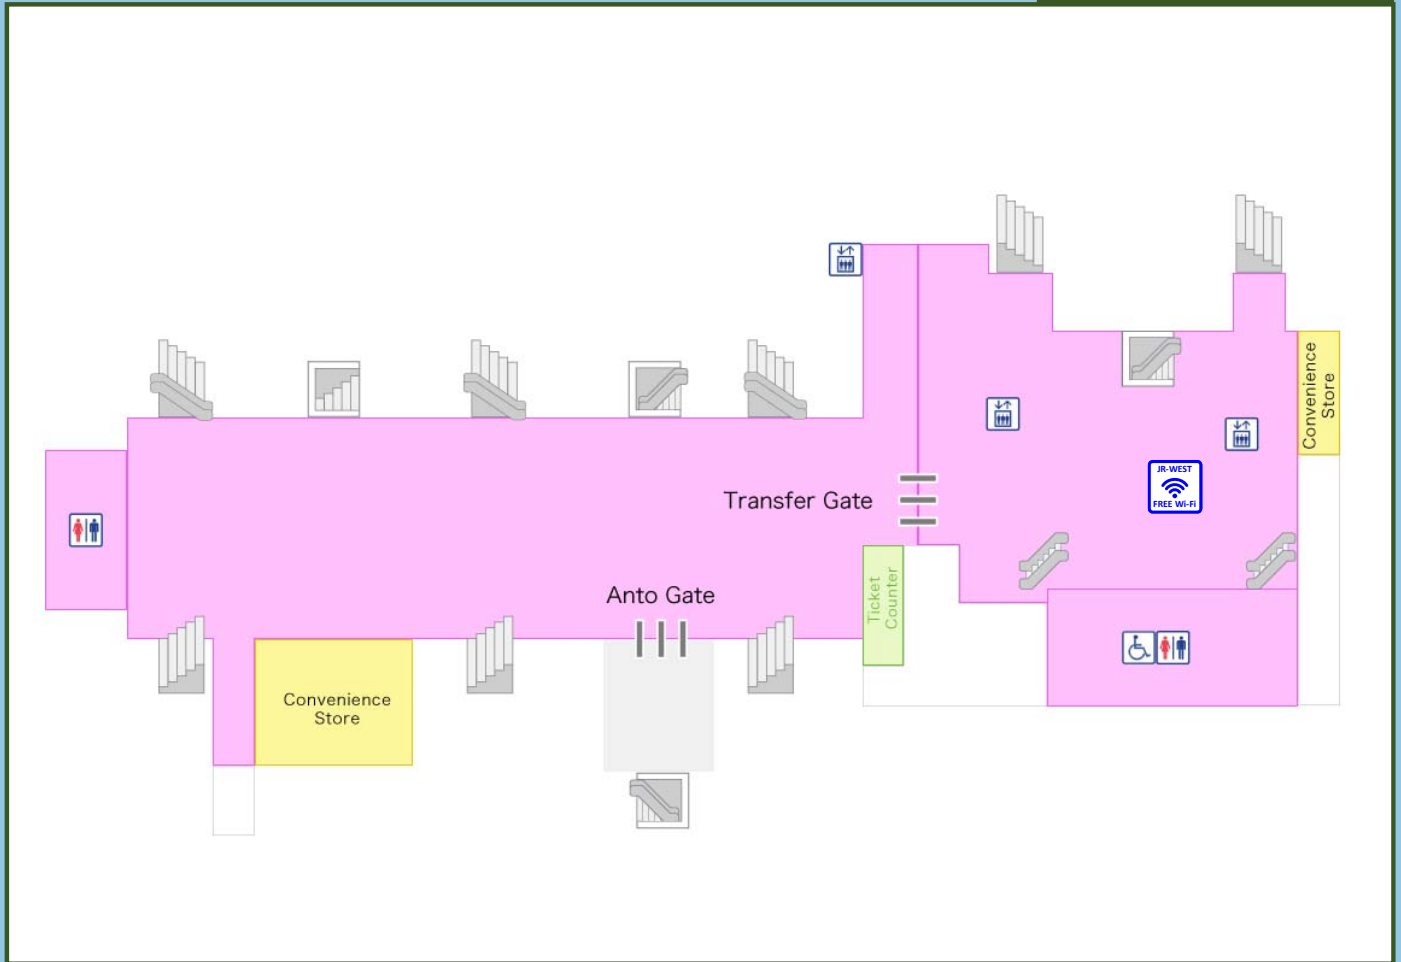 Convenience
Store
JR-WEST
FREE Wi-Fi
Transfer Gate
Ticket
Counter
Anto Gate
Convenience
Store